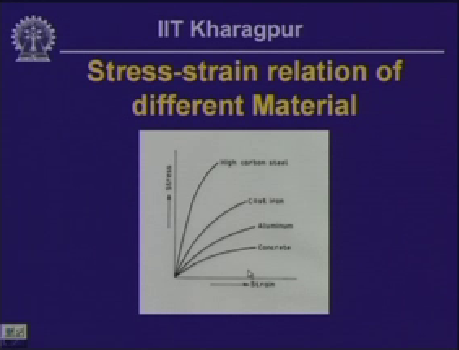 IIT Kharagpur
Stress-strain relation of
different Material
High carbon steel
Cast iron
Aluminum
Concrete
Stress
Strain